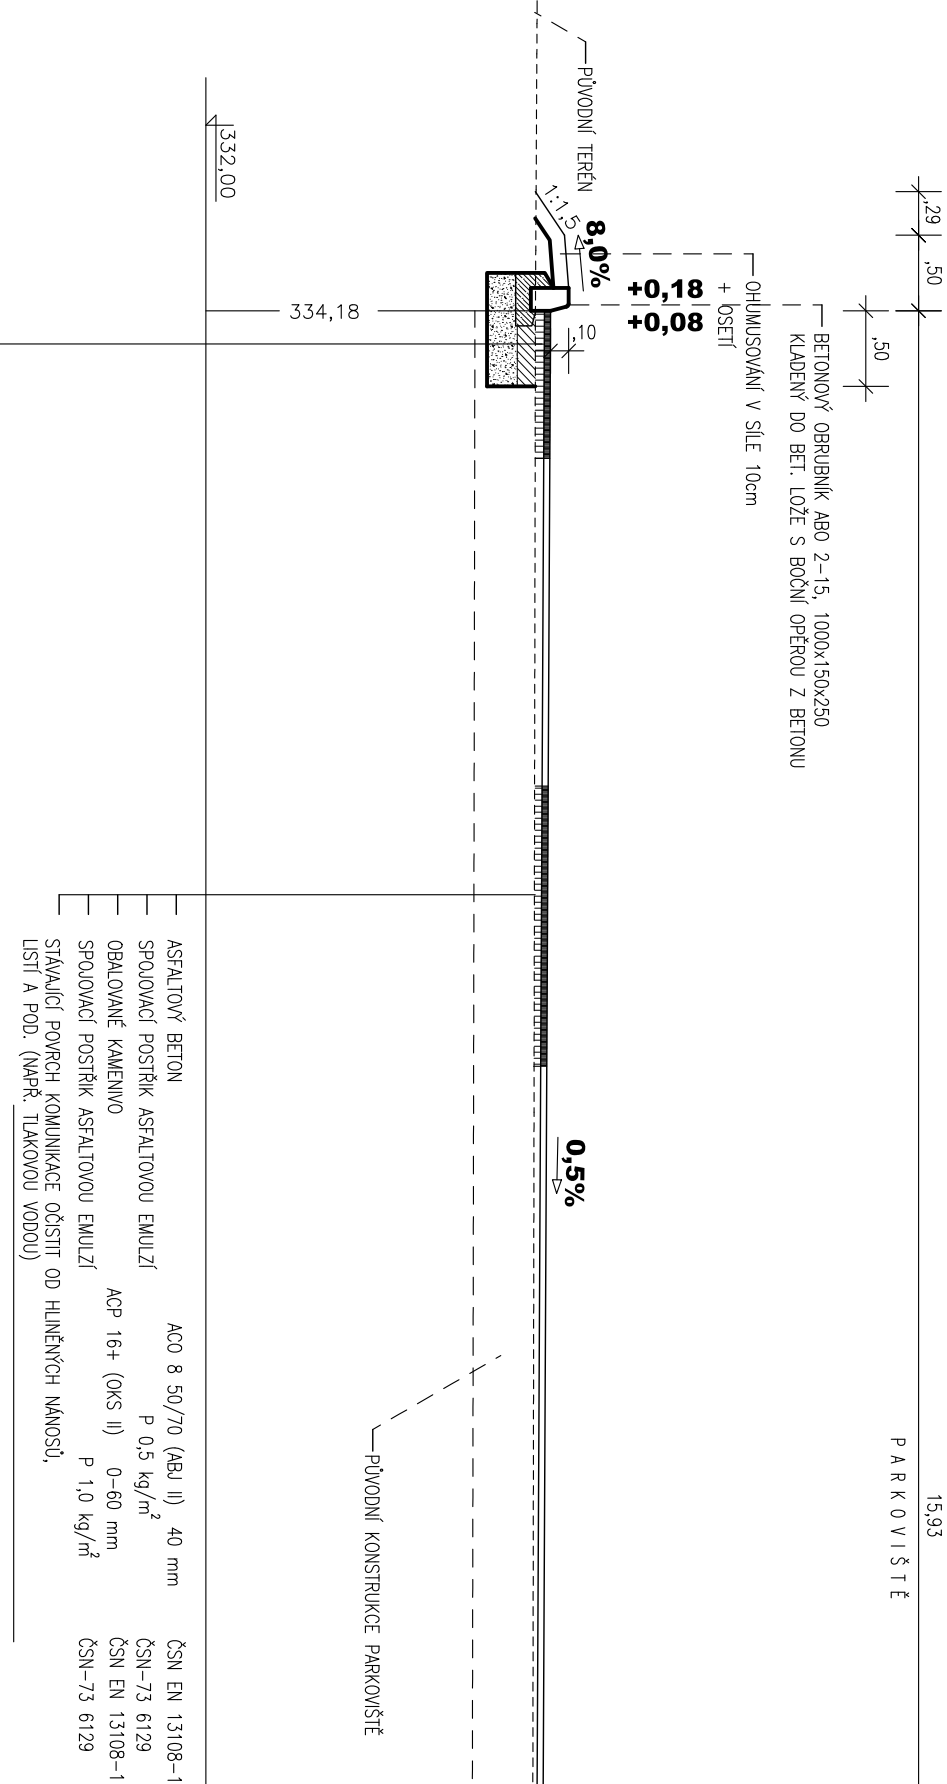 15,93
P A R K O V I Š T Ě
,29
,50
,50
BETONOVÝ OBRUBNÍK ABO 2-15, 1000x150x250
KLADENÝ DO BET. LOŽE S BOČNÍ OPĚROU Z BETONU
OHUMUSOVÁNÍ V SÍLE 10cm
+ OSETÍ
+0,18
+0,08
PŮVODNÍ TERÉN
8,0%
1:1,5
,10
0,5%
334,18
332,00
PŮVODNÍ KONSTRUKCE PARKOVIŠTĚ
ASFALTOVÝ BETON ACO 8 50/70 (ABJ II) 40 mm ČSN EN 13108-1
SPOJOVACÍ POSTŘIK ASFALTOVOU EMULZÍ P 0,5 kg/m² ČSN-73 6129
OBALOVANÉ KAMENIVO ACP 16+ (OKS II) 0-60 mm ČSN EN 13108-1
SPOJOVACÍ POSTŘIK ASFALTOVOU EMULZÍ P 1,0 kg/m² ČSN-73 6129
STÁVAJÍCÍ POVRCH KOMUNIKACE OČISTIT OD HLINĚNÝCH NÁNOSŮ,
LISTÍ A POD. (NAPŘ. TLAKOVOU VODOU)